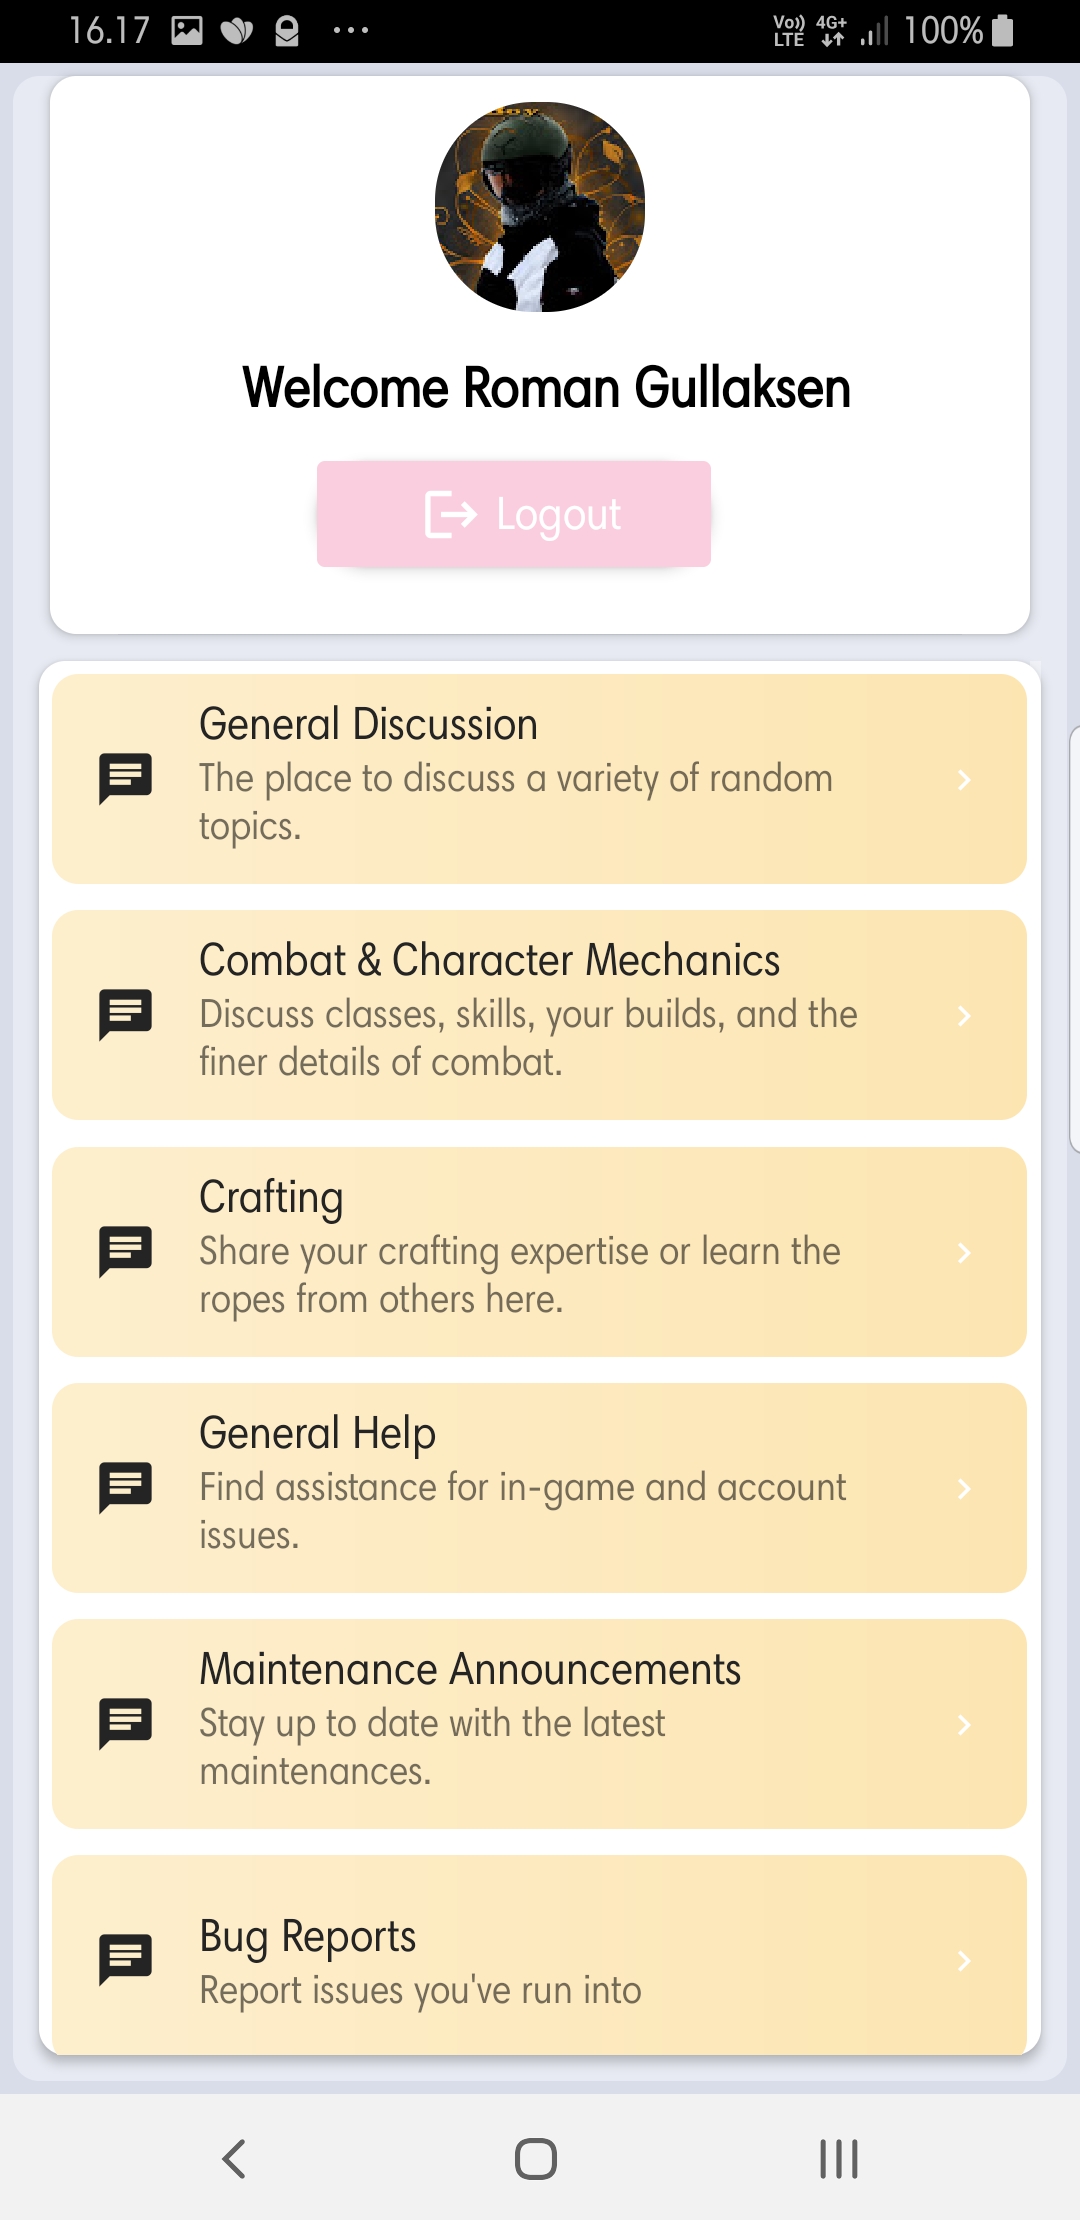 16.17
Vo)) LTE 4G+ 100%
Boy
Welcome Roman Gullaksen
Logout
General Discussion
The place to discuss a variety of random
topics.
Combat & Character Mechanics
Discuss classes, skills, your builds, and the
finer details of combat.
Crafting
Share your crafting expertise or learn the
ropes from others here.
General Help
Find assistance for in-game and account
issues.
Maintenance Announcements
Stay up to date with the latest
maintenances.
Bug Reports
Report issues you've run into